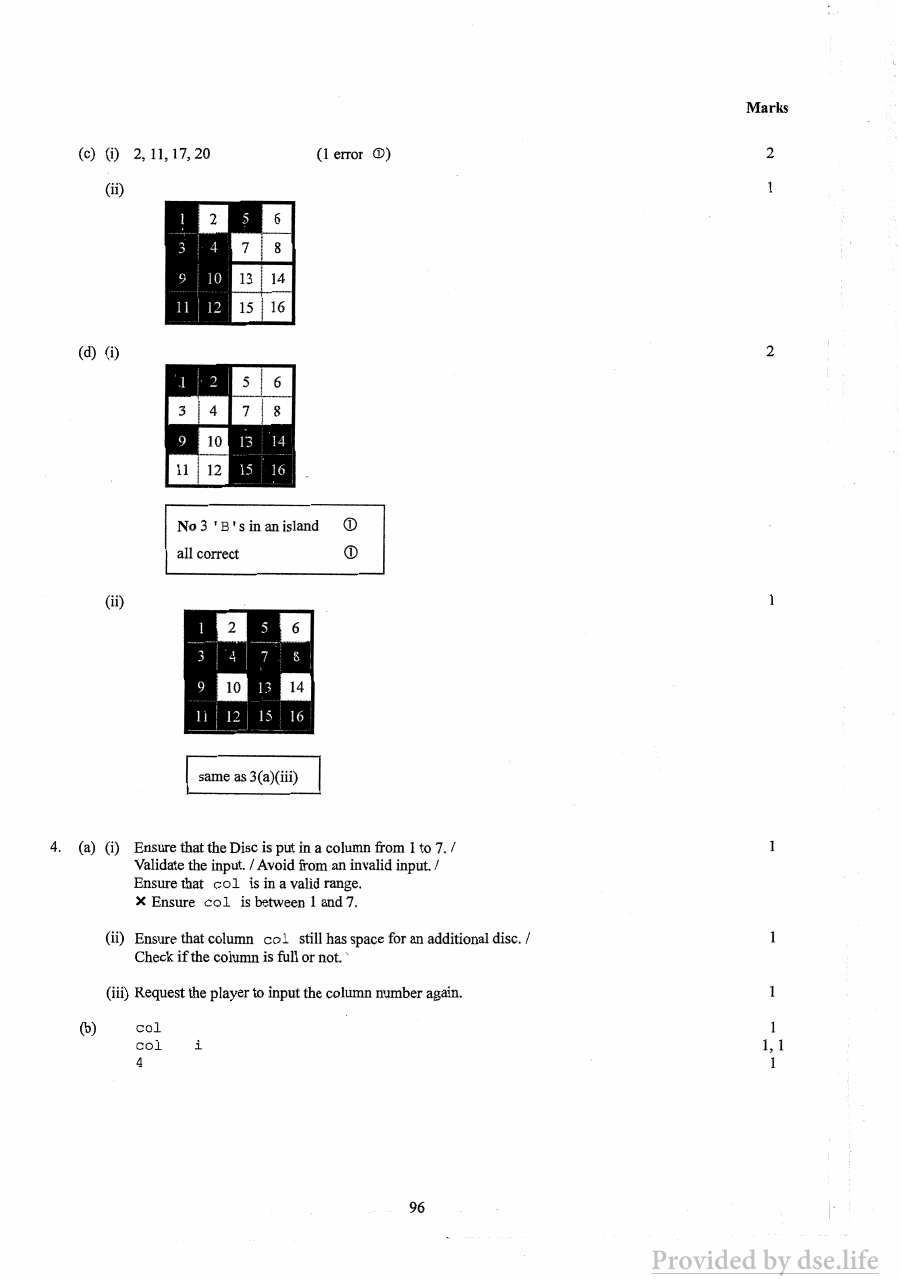 Marks
(c) (i) 2, 11, 17, 20 (1 error ①) 2
(ii) 1
1 2 5 6
3 4 7 8
9 10 13 14
11 12 15 16
(d) (i) 2
1 2 5 6
3 4 7 8
9 10 13 14
11 12 15 16
No 3 'B's in an island ①
all correct ①
(ii) 1
1 2 5 6
3 4 7 8
9 10 13 14
11 12 15 16
same as 3(a)(iii)
4. (a) (i) Ensure that the Disc is put in a column from 1 to 7. / 1
Validate the input. / Avoid from an invalid input. /
Ensure that col is in a valid range.
✗ Ensure col is between 1 and 7.
(ii) Ensure that column col still has space for an additional disc. / 1
Check if the column is full or not.
(iii) Request the player to input the column number again. 1
(b) col 1
col i 1, 1
4 1
96
Provided by dse.life